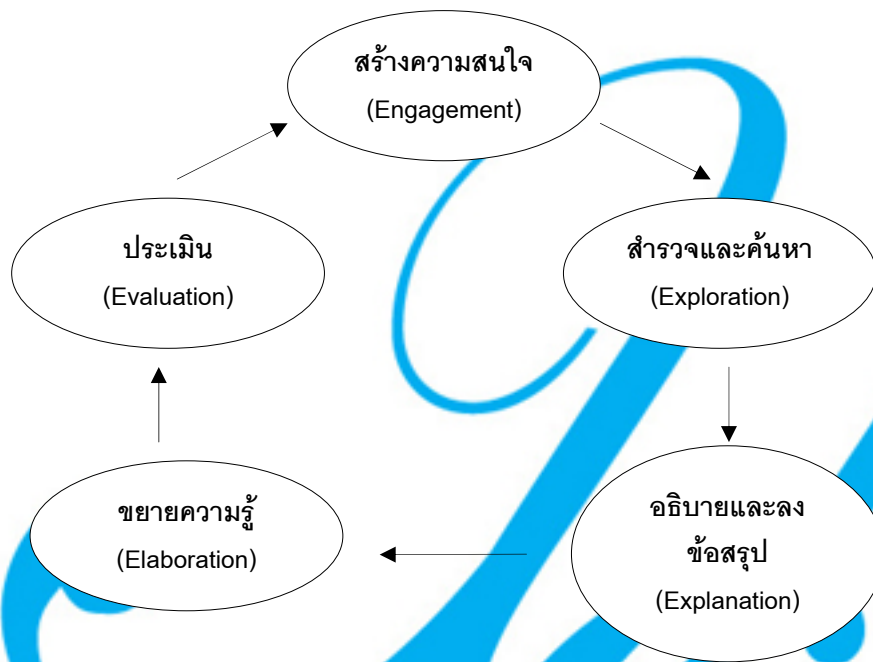 สร้างความสนใจ
(Engagement)
สำรวจและค้นหา
(Exploration)
อธิบายและลง
ข้อสรุป
(Explanation)
ขยายความรู้
(Elaboration)
ประเมิน
(Evaluation)